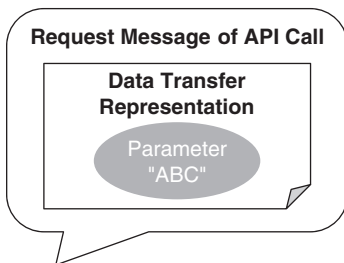 Request Message of API Call
Data Transfer
Representation
Parameter
"ABC"